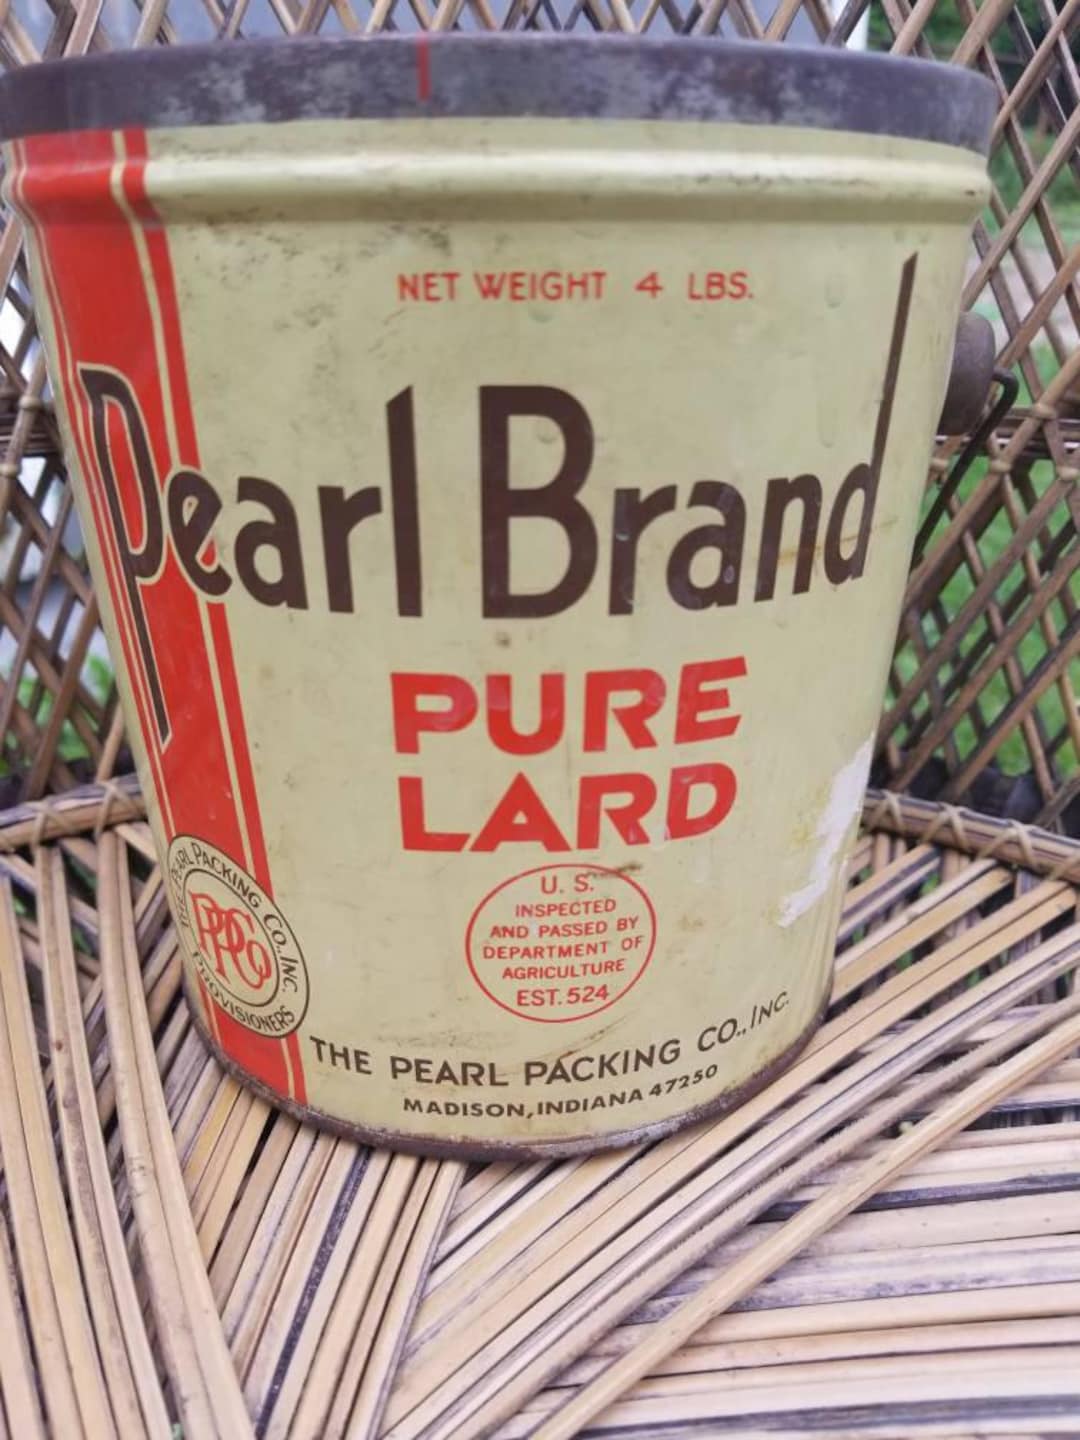 NET WEIGHT 4 LBS.
Pearl Brand
PURE
LARD
U. S.
INSPECTED
AND PASSED BY
DEPARTMENT OF
AGRICULTURE
EST. 524
THE PEARL PACKING CO., INC.
PPCo
PROVISIONERS
THE PEARL PACKING CO., INC.
MADISON, INDIANA 47250